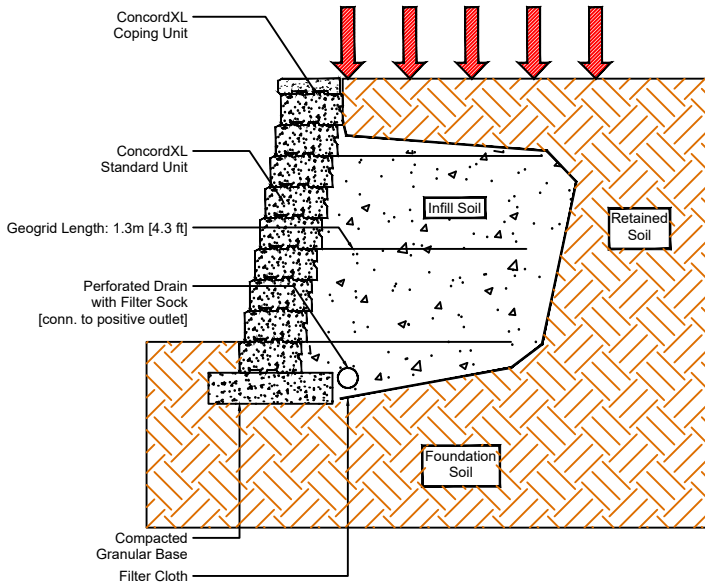 ConcordXL
Coping Unit
ConcordXL
Standard Unit
Infill Soil
Retained
Soil
Geogrid Length: 1.3m [4.3 ft]
Perforated Drain
with Filter Sock
[conn. to positive outlet]
Foundation
Soil
Compacted
Granular Base
Filter Cloth